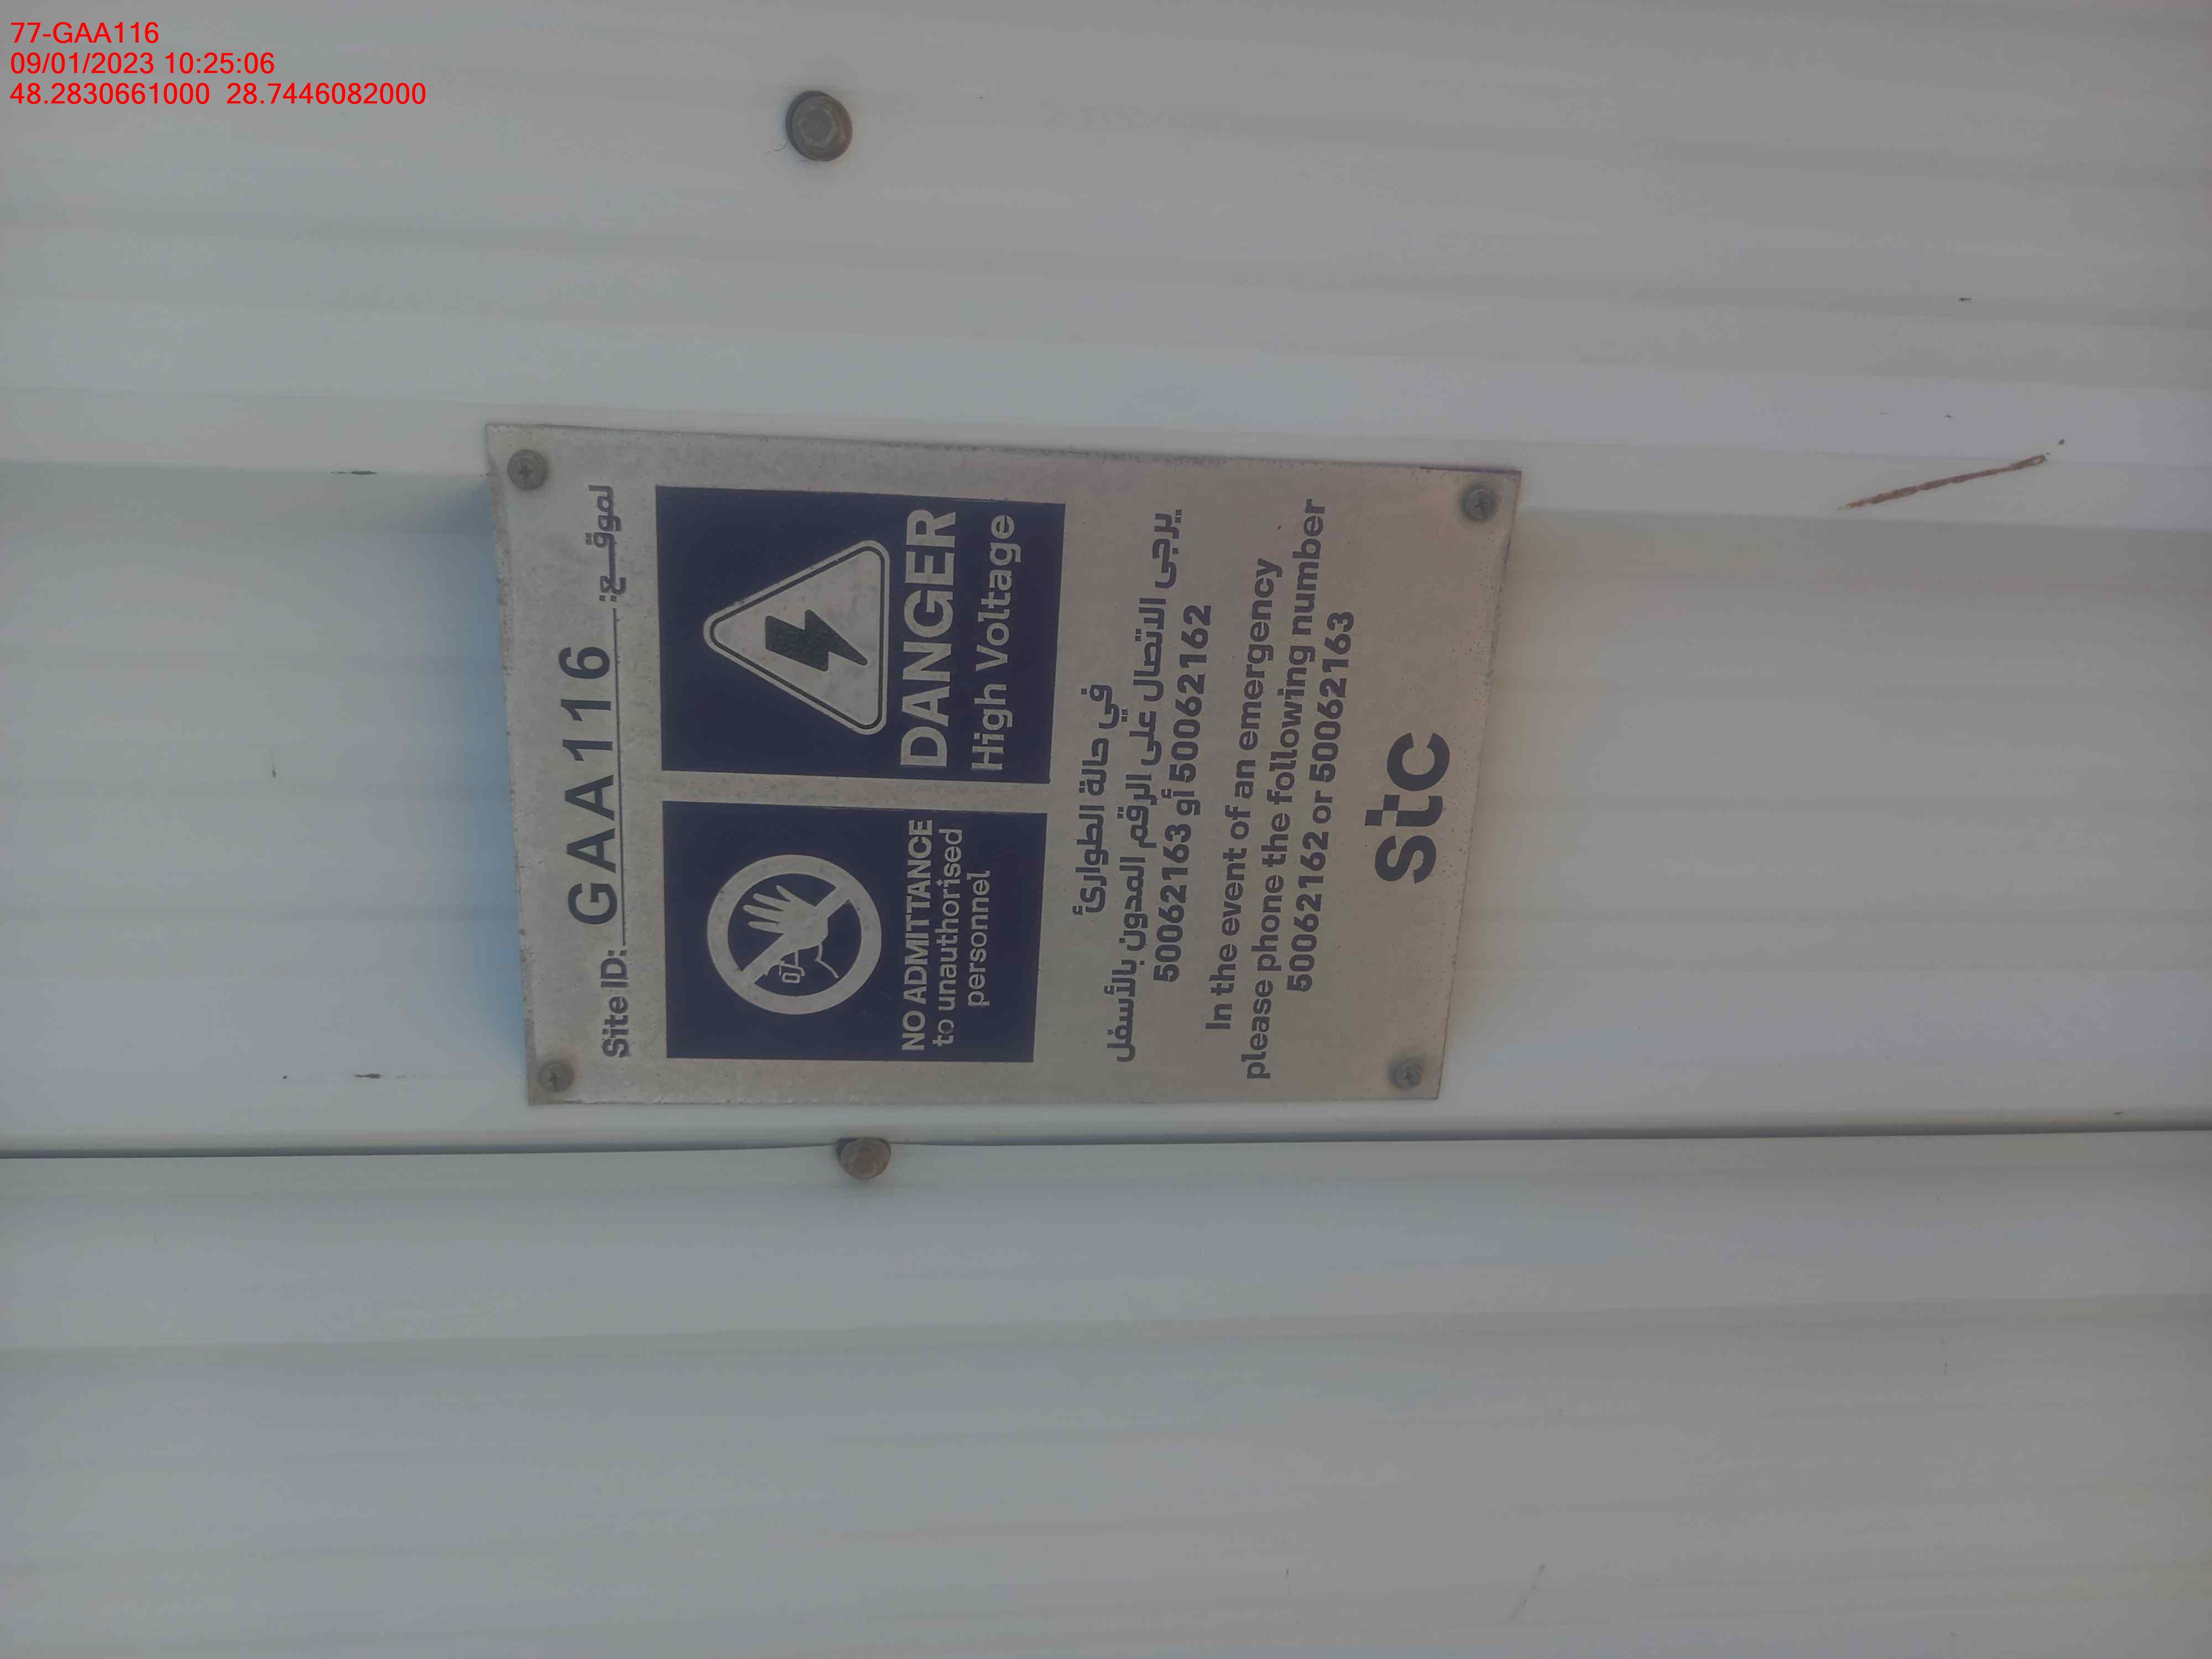 77-GAA116
09/01/2023 10:25:06
48.2830661000 28.7446082000
Site ID: GAA116 لموقــع:
NO ADMITTANCE
to unauthorised
personnel
DANGER
High Voltage
في حالة الطوارئ
يرجى الاتصال على الرقم المدون بالأسفل
50062163 أو 50062162
In the event of an emergency
please phone the following number
50062162 or 50062163
stc